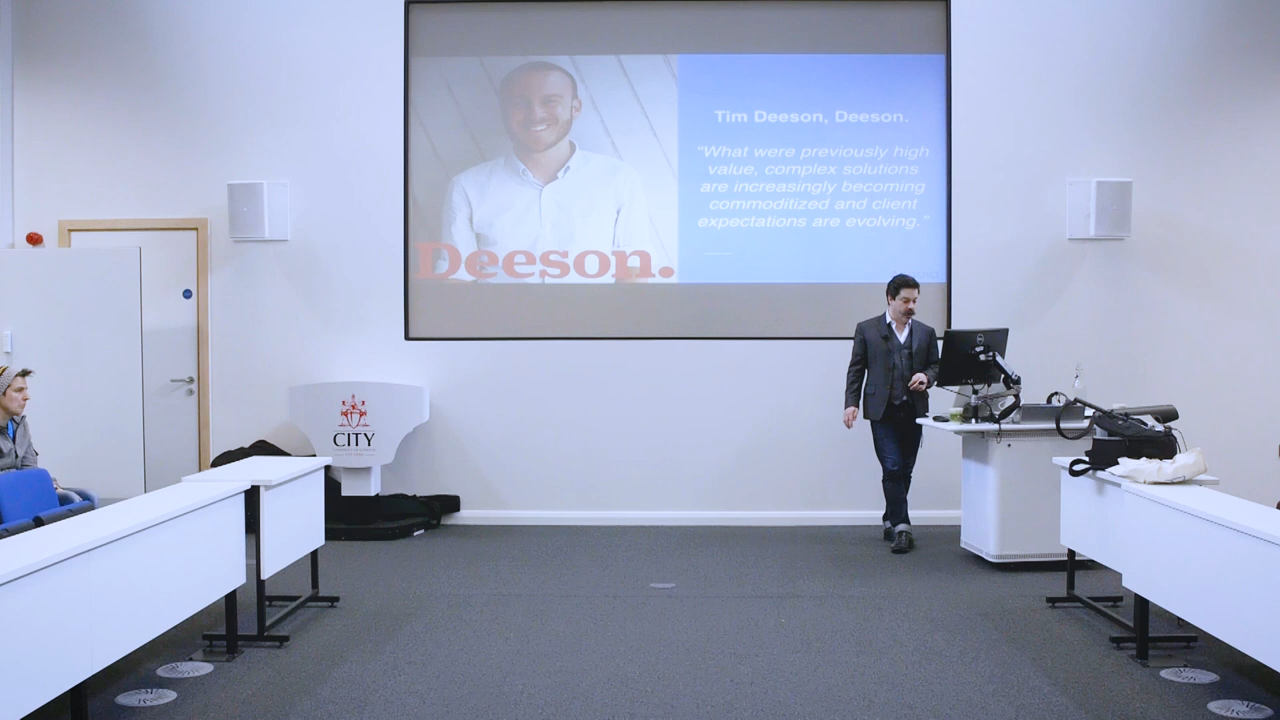 Tim Deeson, Deeson.
"What were previously high
value, complex solutions
are increasingly becoming
commoditized and client
expectations are evolving."
Deeson.
CITY